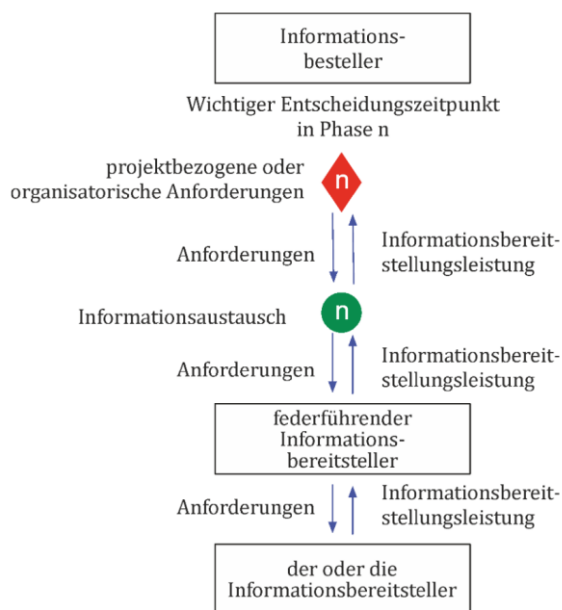 Informations-
besteller
Wichtiger Entscheidungszeitpunkt
in Phase n
projektbezogene oder
organisatorische Anforderungen
n
Anforderungen
Informationsbereit-
stellungsleistung
Informationsaustausch
n
Anforderungen
Informationsbereit-
stellungsleistung
federführender
Informations-
bereitsteller
Anforderungen
Informationsbereit-
stellungsleistung
der oder die
Informationsbereitsteller